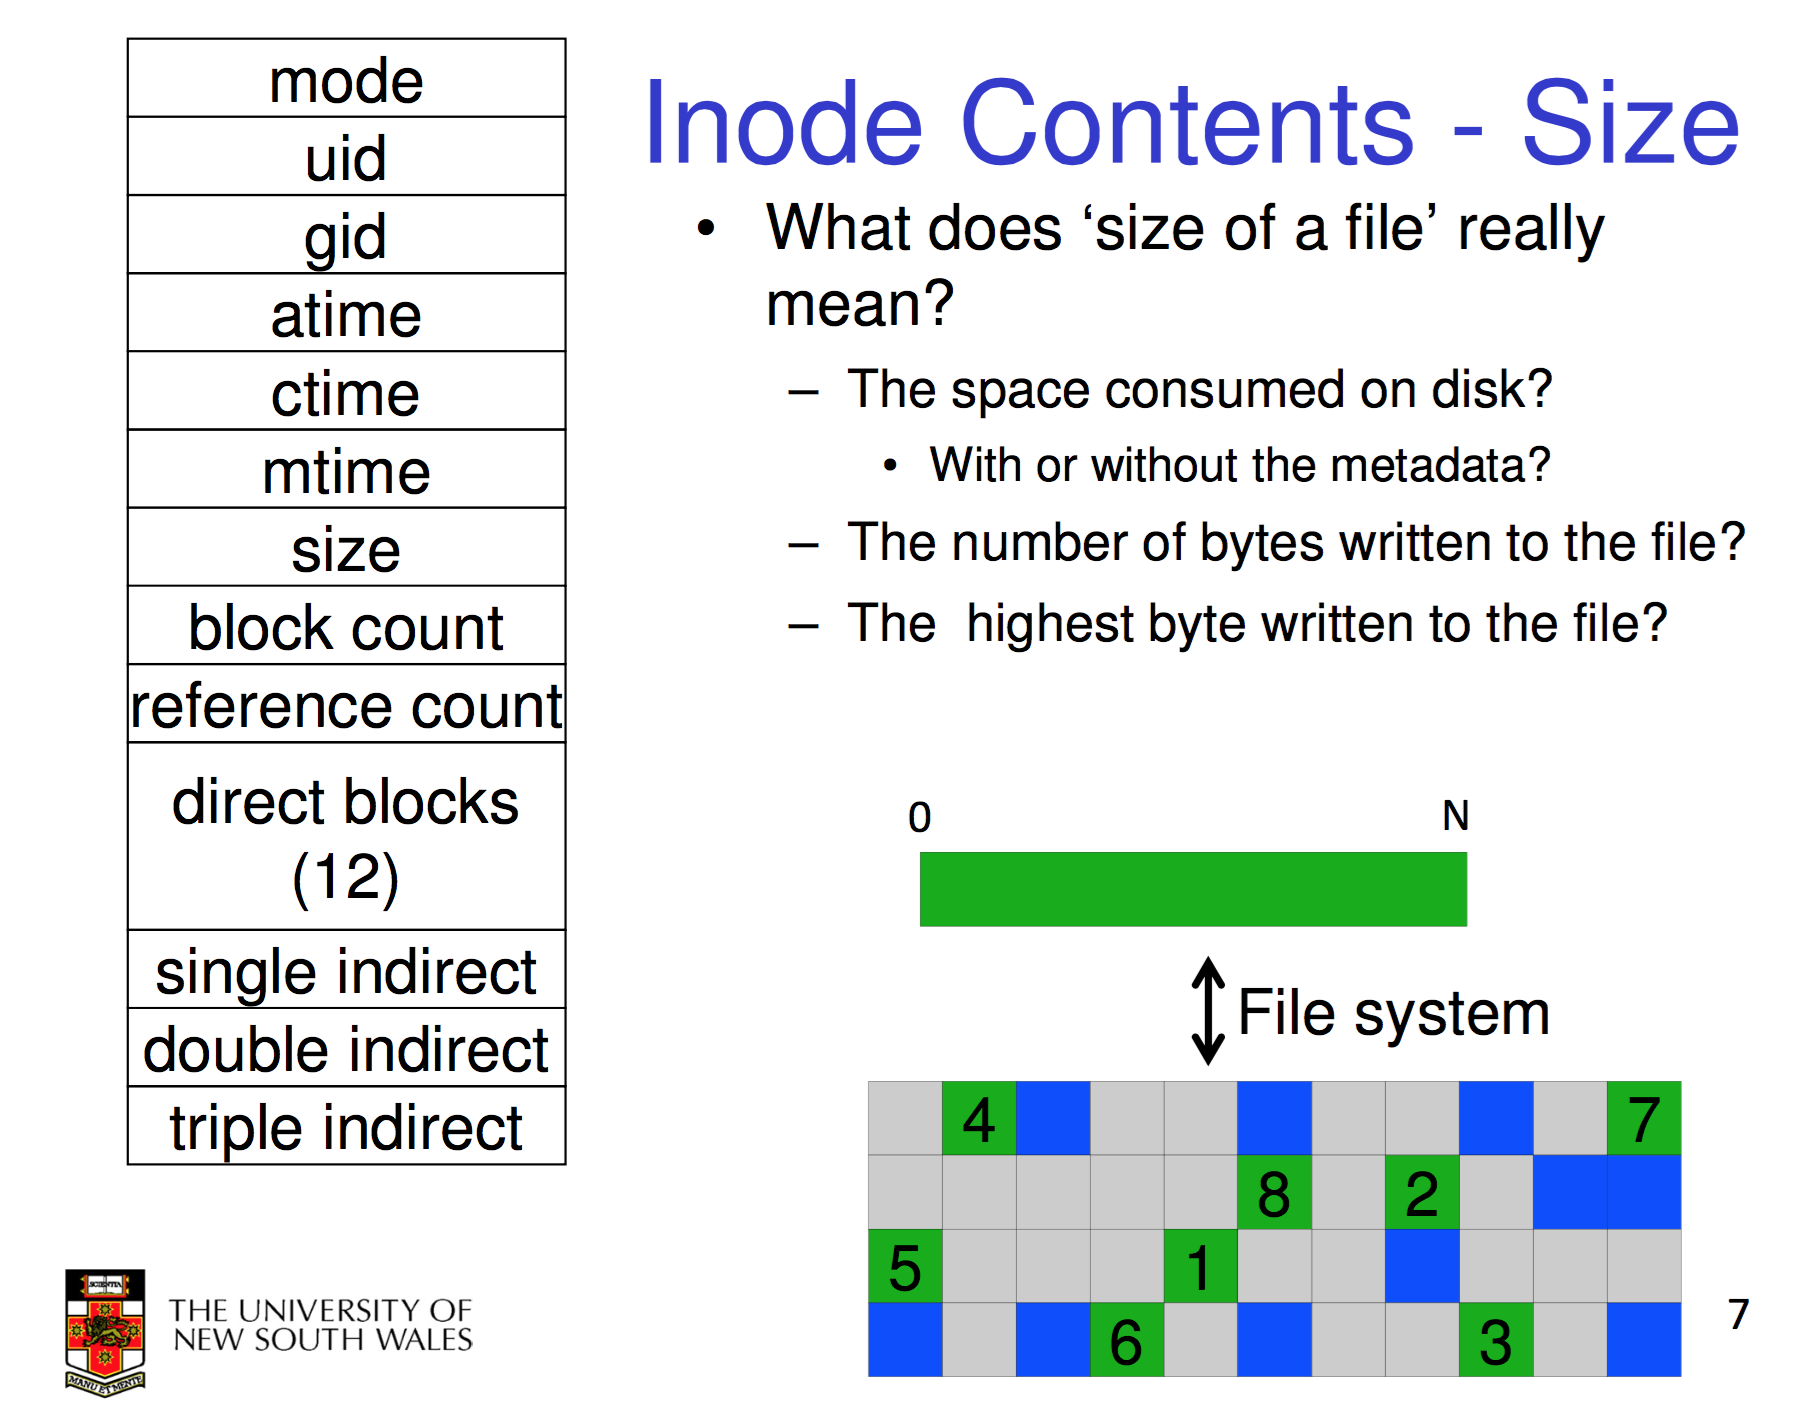 mode
uid
gid
atime
ctime
mtime
size
block count
reference count
direct blocks
(12)
single indirect
double indirect
triple indirect
Inode Contents - Size
• What does ‘size of a file’ really
mean?
– The space consumed on disk?
• With or without the metadata?
– The number of bytes written to the file?
– The highest byte written to the file?
0 N
File system
4 7
8 2
5 1
6 3
SCIENTIA
MANU ET MENTE
THE UNIVERSITY OF
NEW SOUTH WALES
7